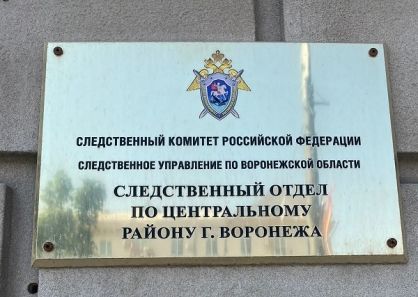 СЛЕДСТВЕННЫЙ КОМИТЕТ РОССИЙСКОЙ ФЕДЕРАЦИИ
СЛЕДСТВЕННОЕ УПРАВЛЕНИЕ ПО ВОРОНЕЖСКОЙ ОБЛАСТИ
СЛЕДСТВЕННЫЙ ОТДЕЛ
ПО ЦЕНТРАЛЬНОМУ
РАЙОНУ Г. ВОРОНЕЖА